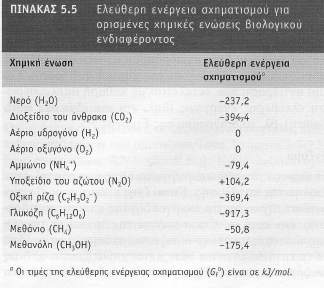 ΠΙΝΑΚΑΣ 5.5 Ελεύθερη ενέργεια σχηματισμού για
ορισμένες χημικές ενώσεις βιολογικού
ενδιαφέροντος
Χημική ένωση Ελεύθερη ενέργεια
σχηματισμούᵃ
Νερό (H₂O) −237,2
Διοξείδιο του άνθρακα (CO₂) −394,4
Αέριο υδρογόνο (H₂) 0
Αέριο οξυγόνο (O₂) 0
Αμμώνιο (NH₄⁺) −79,4
Υποξείδιο του αζώτου (N₂O) +104,2
Οξική ρίζα (C₂H₃O₂⁻) −369,4
Γλυκόζη (C₆H₁₂O₆) −917,3
Μεθάνιο (CH₄) −50,8
Μεθανόλη (CH₃OH) −175,4
ᵃ Οι τιμές της ελεύθερης ενέργειας σχηματισμού (Gf⁰) είναι σε kJ/mol.